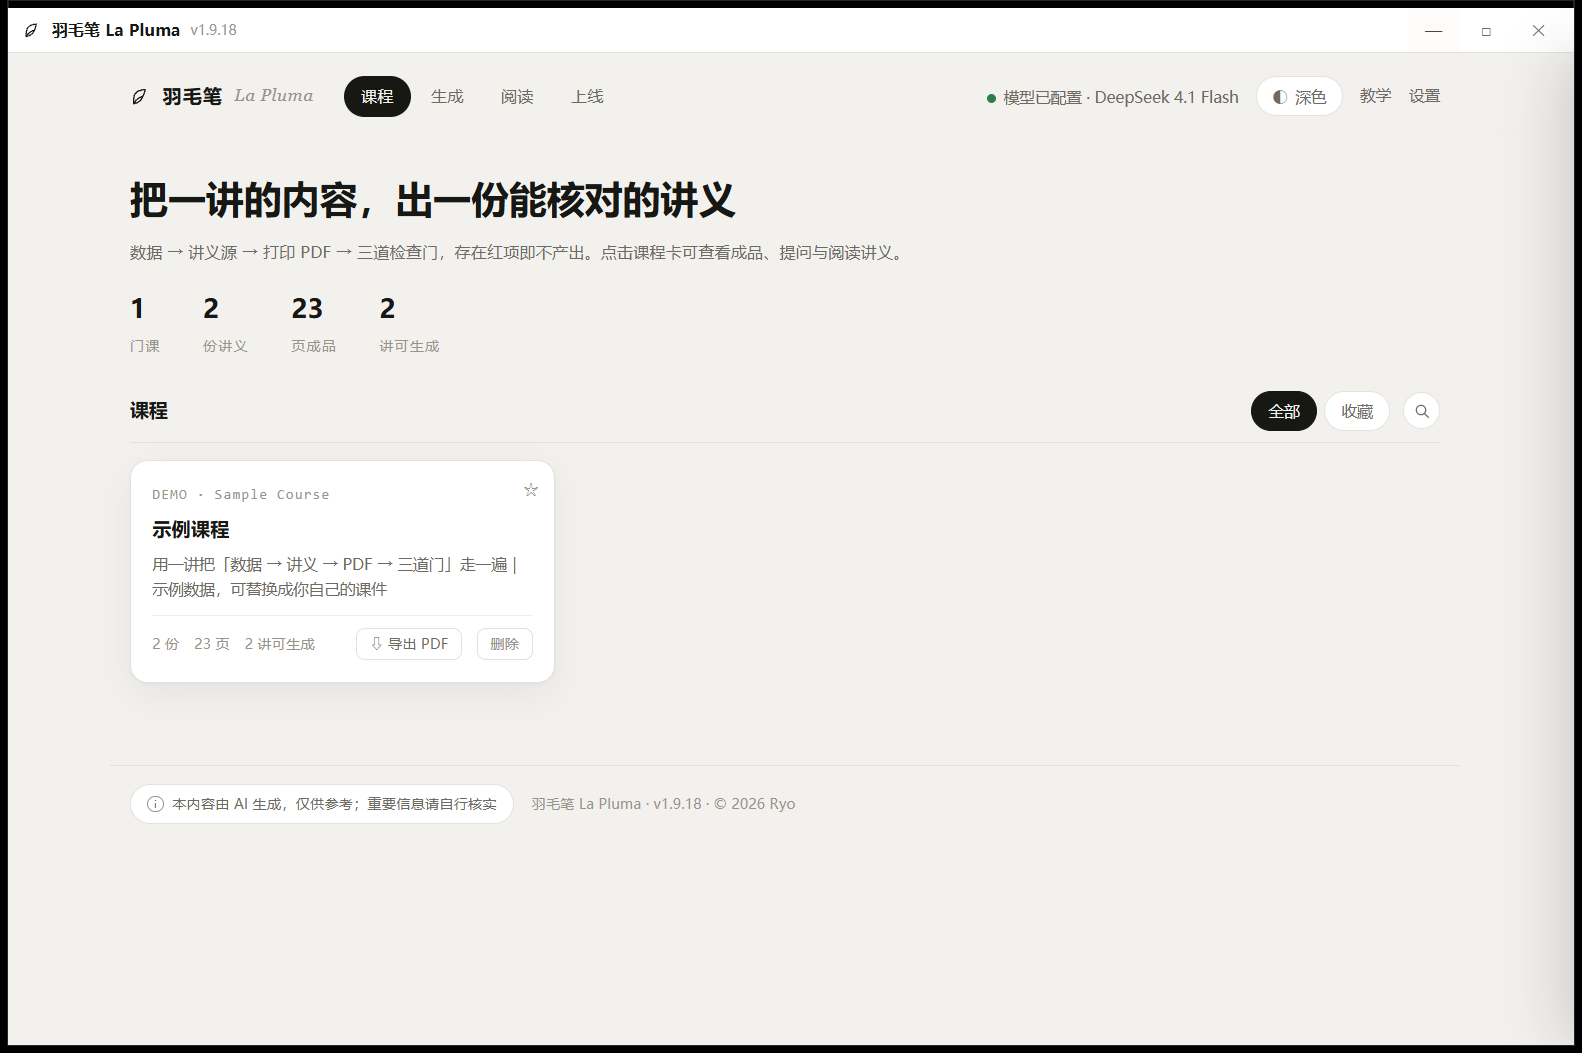 羽毛笔 La Pluma v1.9.18
羽毛笔 La Pluma 课程 生成 阅读 上线 模型已配置 · DeepSeek 4.1 Flash 深色 教学 设置
把一讲的内容，出一份能核对的讲义
数据 → 讲义源 → 打印 PDF → 三道检查门，存在红项即不产出。点击课程卡可查看成品、提问与阅读讲义。
1 2 23 2
门课 份讲义 页成品 讲可生成
课程 全部 收藏
DEMO · Sample Course
示例课程
用一讲把「数据 → 讲义 → PDF → 三道门」走一遍 |
示例数据，可替换成你自己的课件
2 份 23 页 2 讲可生成 导出 PDF 删除
本内容由 AI 生成，仅供参考；重要信息请自行核实 羽毛笔 La Pluma · v1.9.18 · © 2026 Ryo